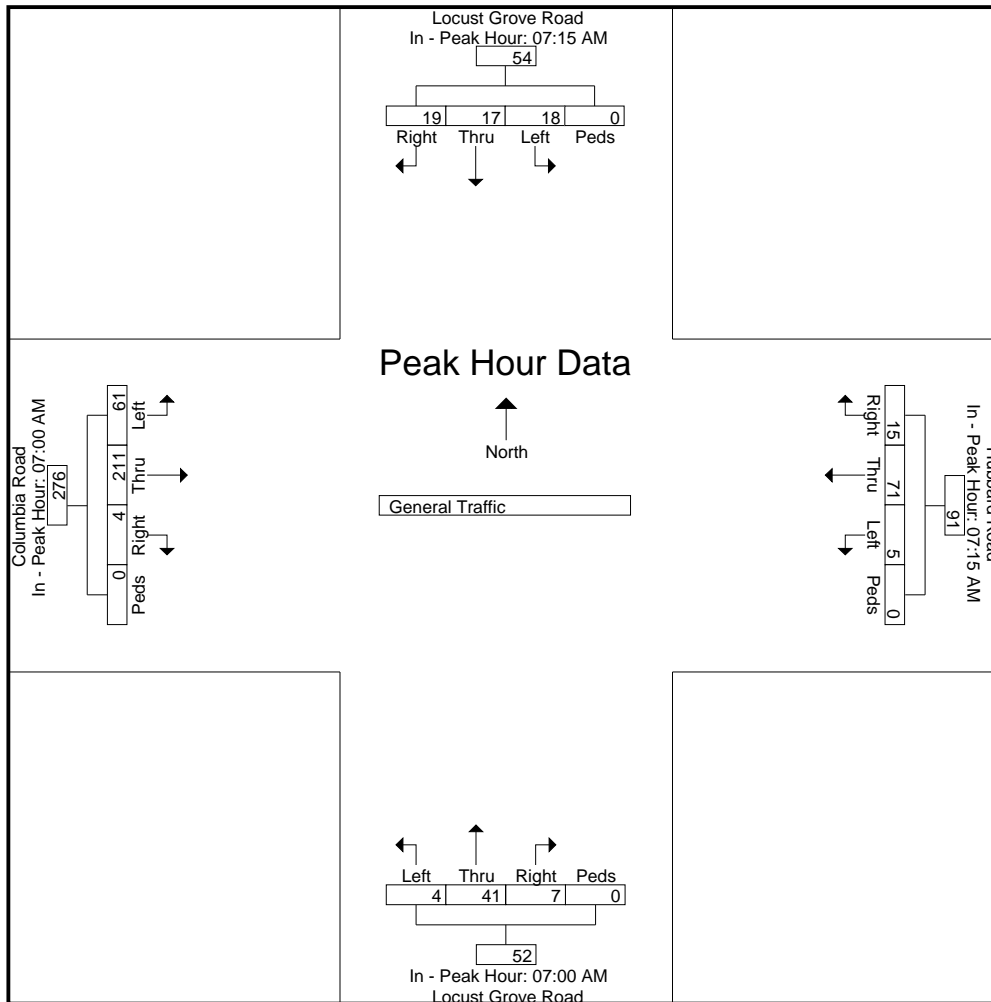 Locust Grove Road
In - Peak Hour: 07:15 AM
54
19 17 18 0
Right Thru Left Peds
Peak Hour Data
North
General Traffic
Columbia Road
In - Peak Hour: 07:00 AM
276
61 211 4 0
Left Thru Right Peds
Road
In - Peak Hour: 07:15 AM
91
15 71 5 0
Right Thru Left Peds
Left Thru Right Peds
4 41 7 0
52
In - Peak Hour: 07:00 AM
Locust Grove Road